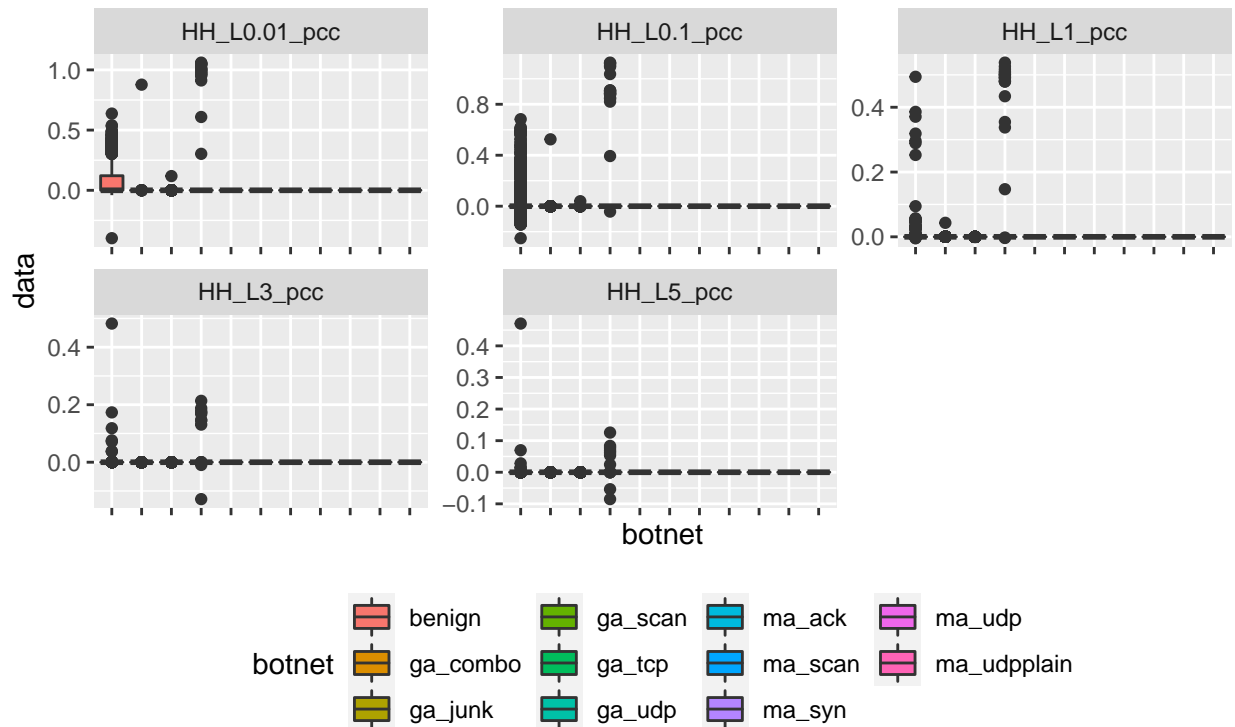 HH_L0.01_pcc
HH_L0.1_pcc
HH_L1_pcc
1.0
0.5
0.0
0.8
0.4
0.0
0.4
0.2
0.0
data
HH_L3_pcc
HH_L5_pcc
0.4
0.2
0.0
0.4
0.3
0.2
0.1
0.0
−0.1
botnet
botnet
benign
ga_combo
ga_junk
ga_scan
ga_tcp
ga_udp
ma_ack
ma_scan
ma_syn
ma_udp
ma_udpplain